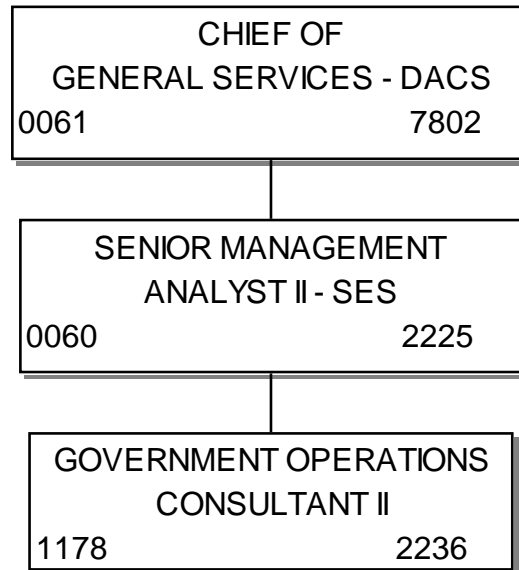 CHIEF OF
GENERAL SERVICES - DACS
0061 7802
SENIOR MANAGEMENT
ANALYST II - SES
0060 2225
GOVERNMENT OPERATIONS
CONSULTANT II
1178 2236